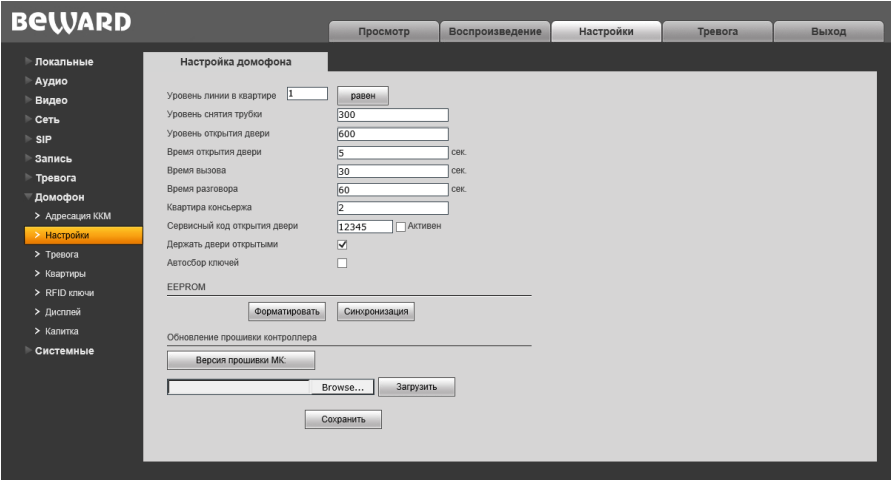 BEWARD
Просмотр Воспроизведение Настройки Тревога Выход
Локальные
Аудио
Видео
Сеть
SIP
Запись
Тревога
Домофон
Адресация ККМ
Настройки
Тревога
Квартиры
RFID ключи
Дисплей
Калитка
Системные
Настройка домофона
Уровень линии в квартире 1 равен
Уровень снятия трубки 300
Уровень открытия двери 600
Время открытия двери 5 сек.
Время вызова 30 сек.
Время разговора 60 сек.
Квартира консьержа 2
Сервисный код открытия двери 12345 Активен
Держать двери открытыми
Автосбор ключей
EEPROM
Форматировать Синхронизация
Обновление прошивки контроллера
Версия прошивки МК:
Browse... Загрузить
Сохранить